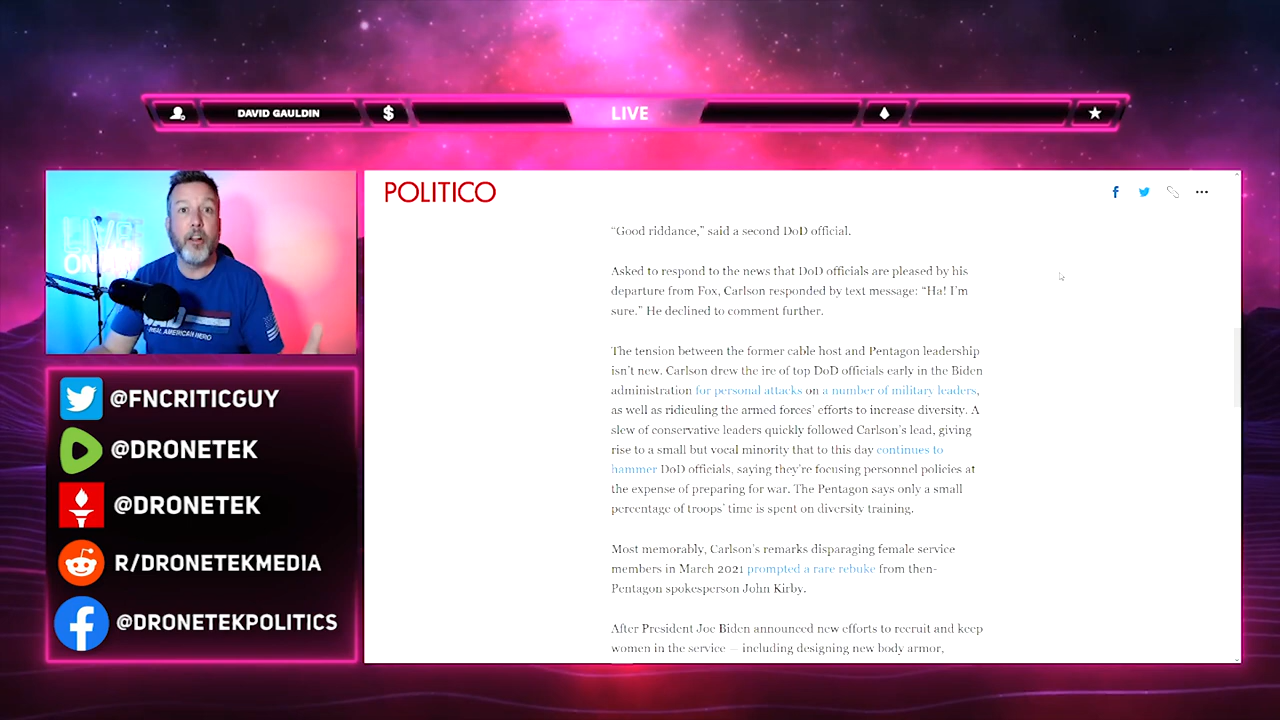 DAVID GAULDIN
$
LIVE
LIVE
ON
REAL AMERICAN HERO
@FNCRITICGUY
@DRONETEK
@DRONETEK
R/DRONETEKMEDIA
@DRONETEKPOLITICS
POLITICO
“Good riddance,” said a second DoD official.
Asked to respond to the news that DoD officials are pleased by his
departure from Fox, Carlson responded by text message: “Ha! I’m
sure.” He declined to comment further.
The tension between the former cable host and Pentagon leadership
isn’t new. Carlson drew the ire of top DoD officials early in the Biden
administration for personal attacks on a number of military leaders,
as well as ridiculing the armed forces’ efforts to increase diversity. A
slew of conservative leaders quickly followed Carlson’s lead, giving
rise to a small but vocal minority that to this day continues to
hammer DoD officials, saying they’re focusing personnel policies at
the expense of preparing for war. The Pentagon says only a small
percentage of troops’ time is spent on diversity training.
Most memorably, Carlson’s remarks disparaging female service
members in March 2021 prompted a rare rebuke from then-
Pentagon spokesperson John Kirby.
After President Joe Biden announced new efforts to recruit and keep
women in the service — including designing new body armor,